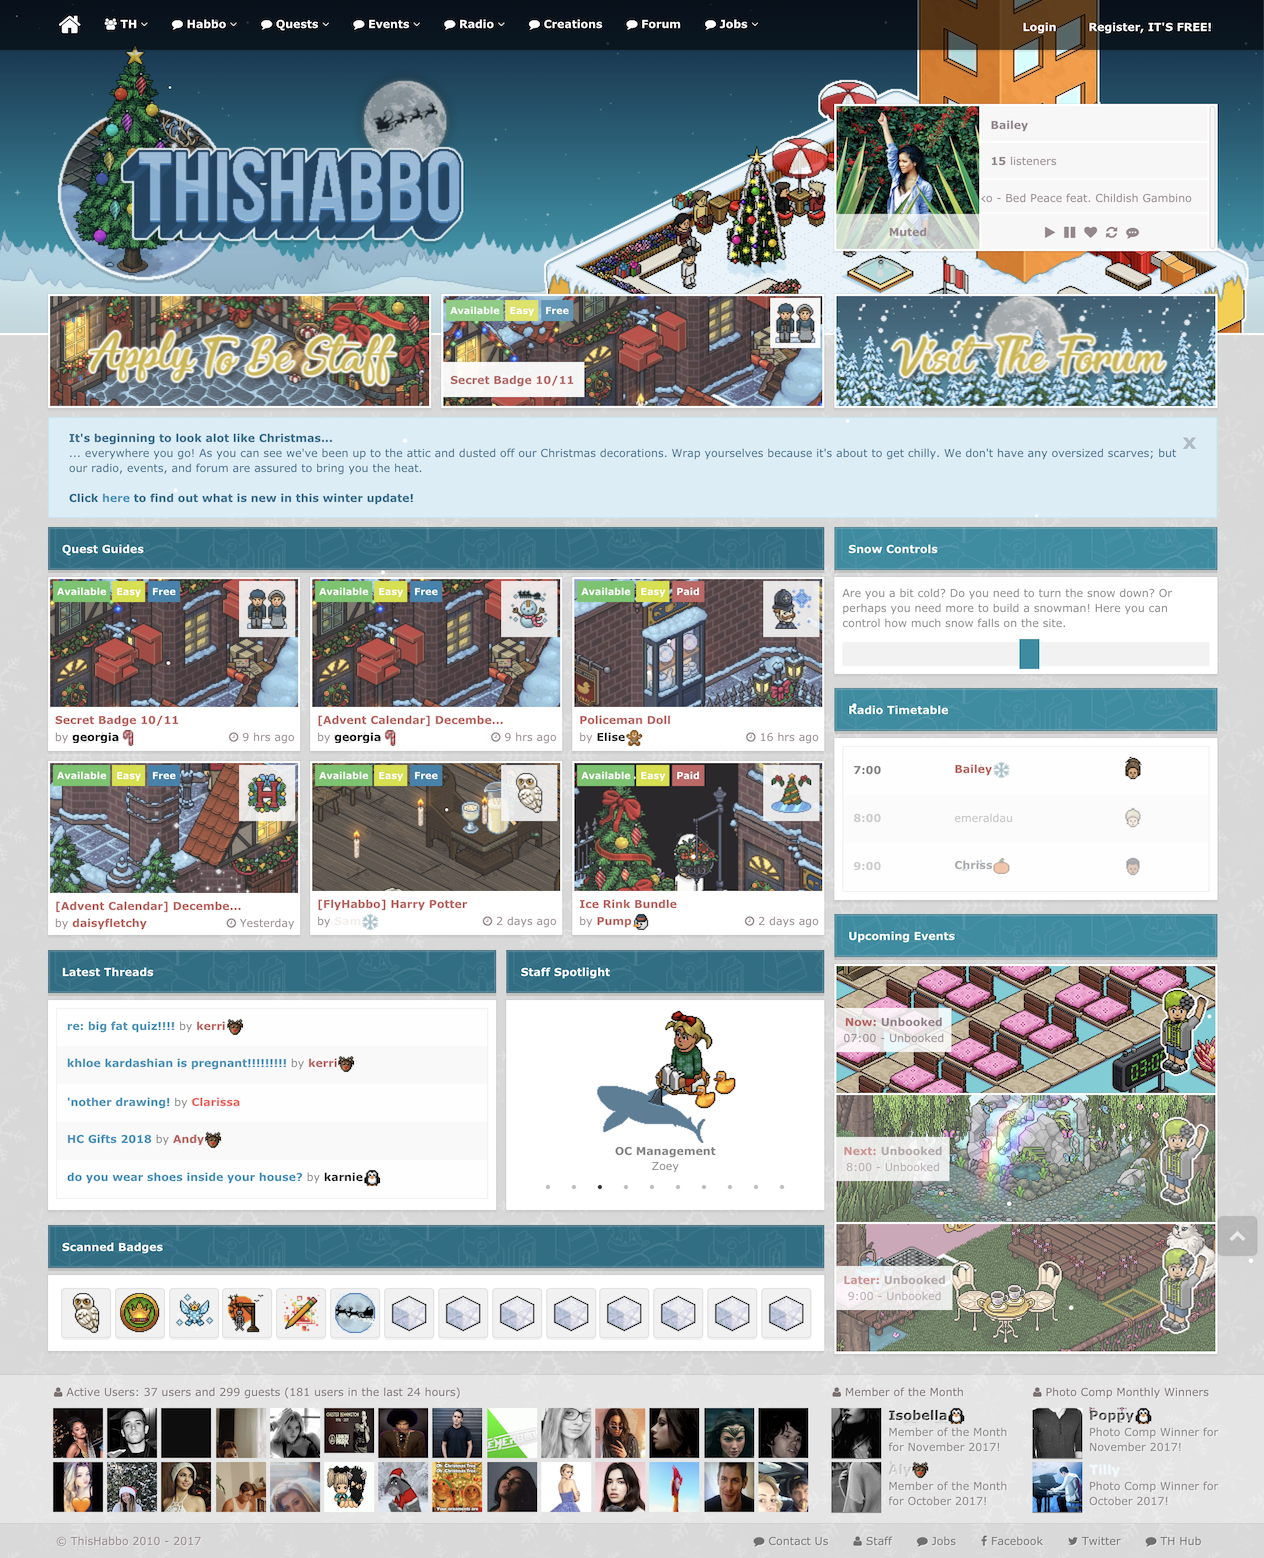 TH
Habbo
Quests
Events
Radio
Creations
Forum
Jobs
Login
Register, IT'S FREE!
THISHABBO
Bailey
15 listeners
ko - Bed Peace feat. Childish Gambino
Muted
Apply To Be Staff
Available Easy Free
Secret Badge 10/11
Visit The Forum
It's beginning to look alot like Christmas...
... everywhere you go! As you can see we've been up to the attic and dusted off our Christmas decorations. Wrap yourselves because it's about to get chilly. We don't have any oversized scarves; but
our radio, events, and forum are assured to bring you the heat.
Click here to find out what is new in this winter update!
X
Quest Guides
Available Easy Free
Secret Badge 10/11
by georgia
9 hrs ago
Available Easy Free
[Advent Calendar] Decembe...
by georgia
9 hrs ago
Available Easy Paid
Policeman Doll
by Elise
16 hrs ago
Available Easy Free
[Advent Calendar] Decembe...
by daisyfletchy
Yesterday
Available Easy Free
[FlyHabbo] Harry Potter
by Sam
2 days ago
Available Easy Paid
Ice Rink Bundle
by Pump
2 days ago
Snow Controls
Are you a bit cold? Do you need to turn the snow down? Or
perhaps you need more to build a snowman! Here you can
control how much snow falls on the site.
Radio Timetable
7:00 Bailey
8:00 emeraldau
9:00 Chriss
Upcoming Events
Now: Unbooked
07:00 - Unbooked
03:0
Next: Unbooked
8:00 - Unbooked
Later: Unbooked
9:00 - Unbooked
Latest Threads
re: big fat quiz!!!! by kerri
khloe kardashian is pregnant!!!!!!!!! by kerri
'nother drawing! by Clarissa
HC Gifts 2018 by Andy
do you wear shoes inside your house? by karnie
Staff Spotlight
OC Management
Zoey
Scanned Badges
Active Users: 37 users and 299 guests (181 users in the last 24 hours)
Member of the Month
Isobella
Member of the Month
for November 2017!
Aly
Member of the Month
for October 2017!
Photo Comp Monthly Winners
Poppy
Photo Comp Winner for
November 2017!
Tilly
Photo Comp Winner for
October 2017!
© ThisHabbo 2010 - 2017
Contact Us
Staff
Jobs
Facebook
Twitter
TH Hub